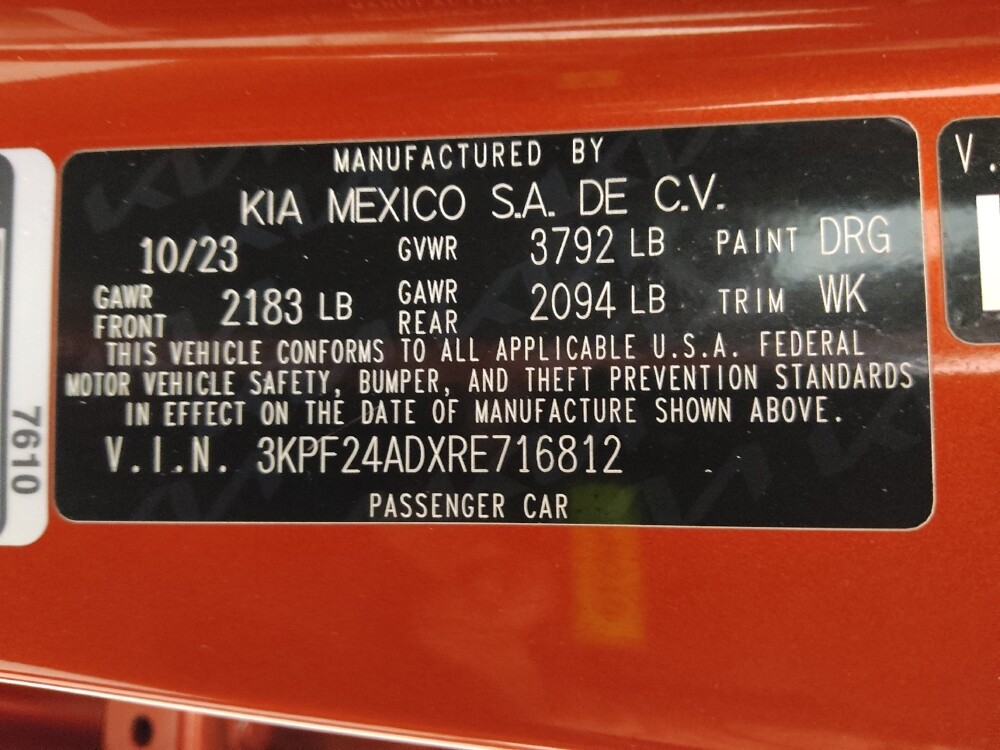 MANUFACTURED BY
KIA MEXICO S.A. DE C.V.
10/23 GVWR 3792 LB PAINT DRG
GAWR FRONT 2183 LB GAWR REAR 2094 LB TRIM WK
THIS VEHICLE CONFORMS TO ALL APPLICABLE U.S.A. FEDERAL
MOTOR VEHICLE SAFETY, BUMPER, AND THEFT PREVENTION STANDARDS
IN EFFECT ON THE DATE OF MANUFACTURE SHOWN ABOVE.
V.I.N. 3KPF24ADXRE716812
PASSENGER CAR
7610
V.